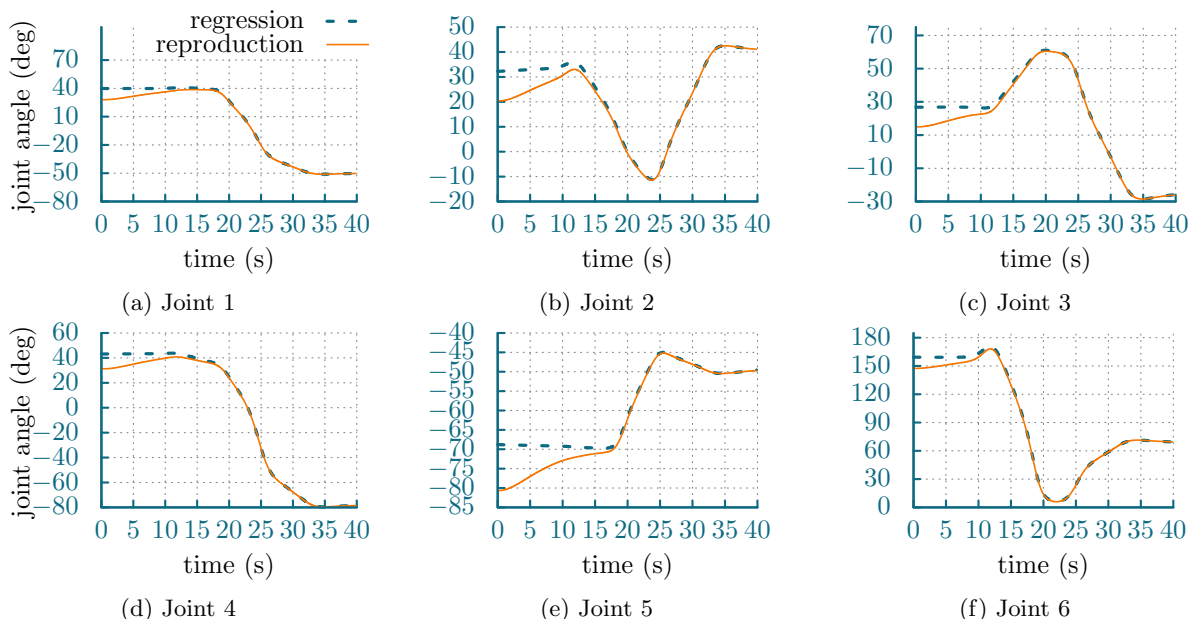 regression
reproduction
joint angle (deg)
70
40
10
−20
−50
−80
0 5 10 15 20 25 30 35 40
time (s)
(a) Joint 1
50
40
30
20
10
0
−10
−20
0 5 10 15 20 25 30 35 40
time (s)
(b) Joint 2
70
50
30
10
−10
−30
0 5 10 15 20 25 30 35 40
time (s)
(c) Joint 3
joint angle (deg)
60
40
20
0
−20
−40
−60
−80
0 5 10 15 20 25 30 35 40
time (s)
(d) Joint 4
−40
−45
−50
−55
−60
−65
−70
−75
−80
−85
0 5 10 15 20 25 30 35 40
time (s)
(e) Joint 5
180
150
120
90
60
30
0
0 5 10 15 20 25 30 35 40
time (s)
(f) Joint 6